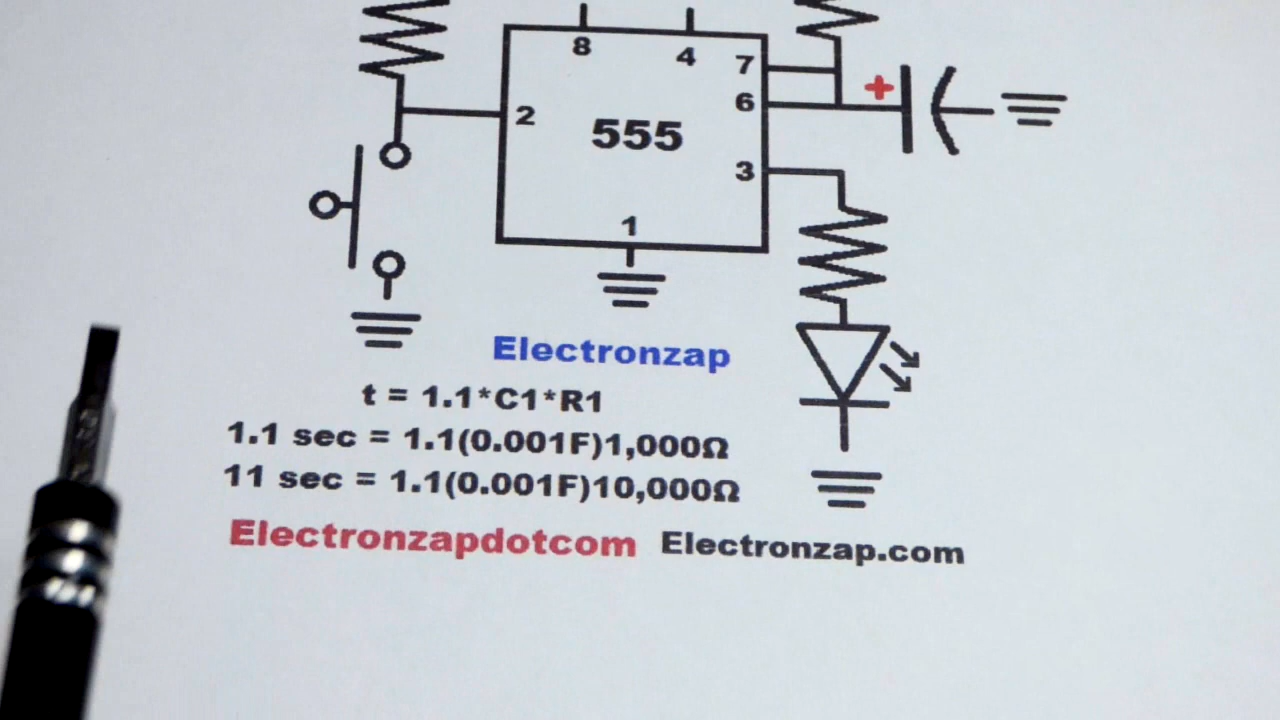 8 4
7
6
2
555
3
1
+
Electronzap
t = 1.1*C1*R1
1.1 sec = 1.1(0.001F)1,000Ω
11 sec = 1.1(0.001F)10,000Ω
Electronzapdotcom Electronzap.com